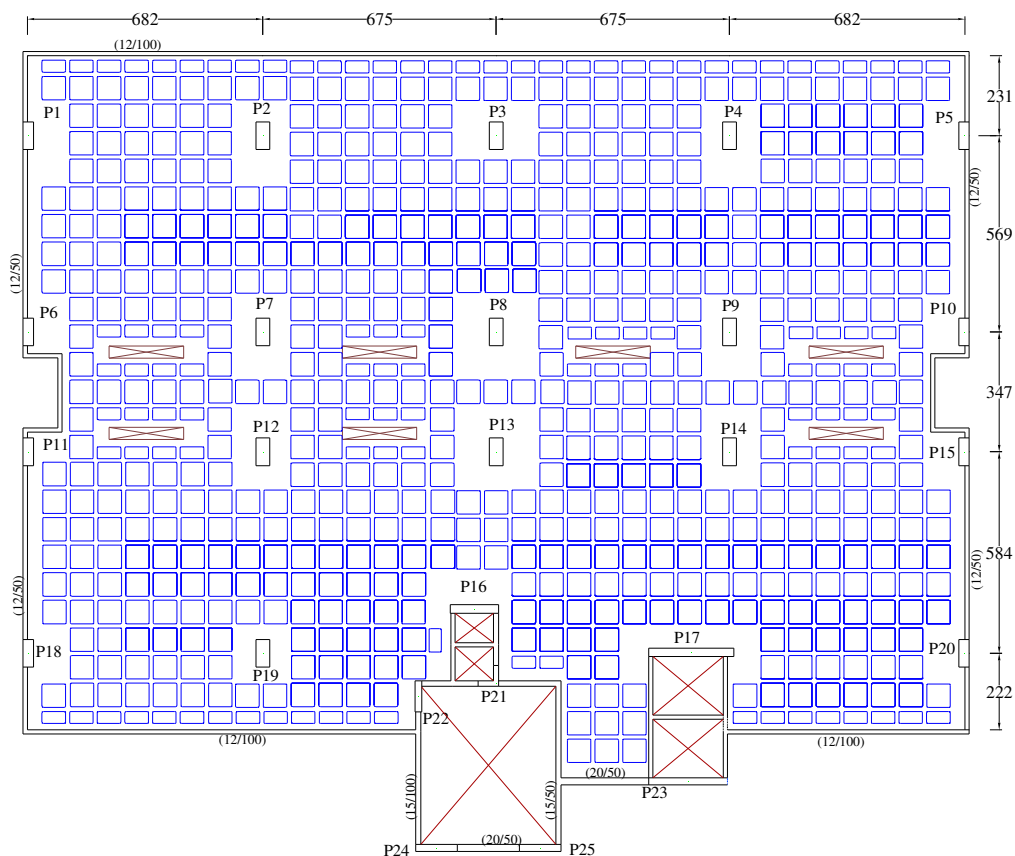 682 675 675 682
(12/100)
231
P1 P2 P3 P4 P5
(12/50)
569
(12/50)
P6 P7 P8 P9 P10
347
P11 P12 P13 P14 P15
584
(12/50) (12/50)
P16
P17
P18 P19 P20
P21
222
P22
(12/100) (12/100)
(20/50)
(15/100) (15/50)
P23
(20/50)
P24 P25